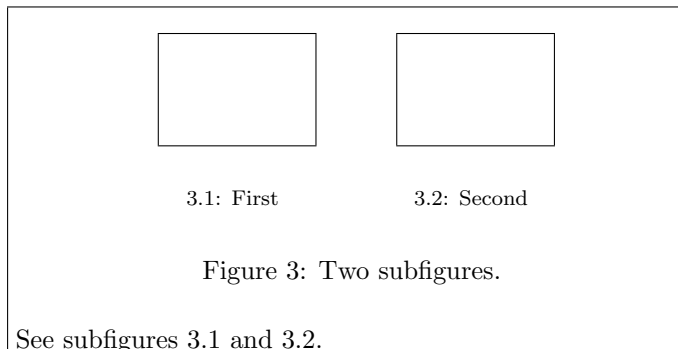 3.1: First 3.2: Second
Figure 3: Two subfigures.
See subfigures 3.1 and 3.2.